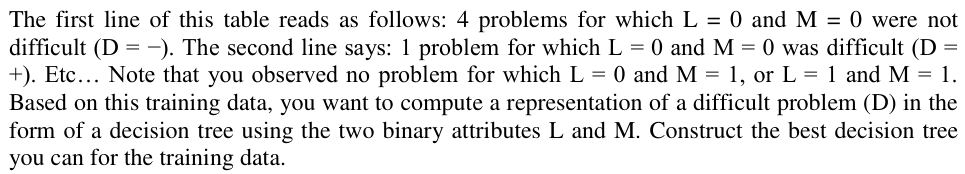 The first line of this table reads as follows: 4 problems for which L = 0 and M = 0 were not
difficult (D = −). The second line says: 1 problem for which L = 0 and M = 0 was difficult (D =
+). Etc… Note that you observed no problem for which L = 0 and M = 1, or L = 1 and M = 1.
Based on this training data, you want to compute a representation of a difficult problem (D) in the
form of a decision tree using the two binary attributes L and M. Construct the best decision tree
you can for the training data.